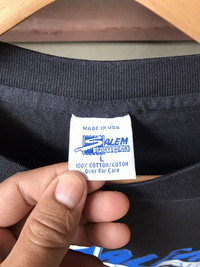 MADE IN USA
SALEM
SPORTSWEAR
L
100% COTTON/COTON
Over For Care